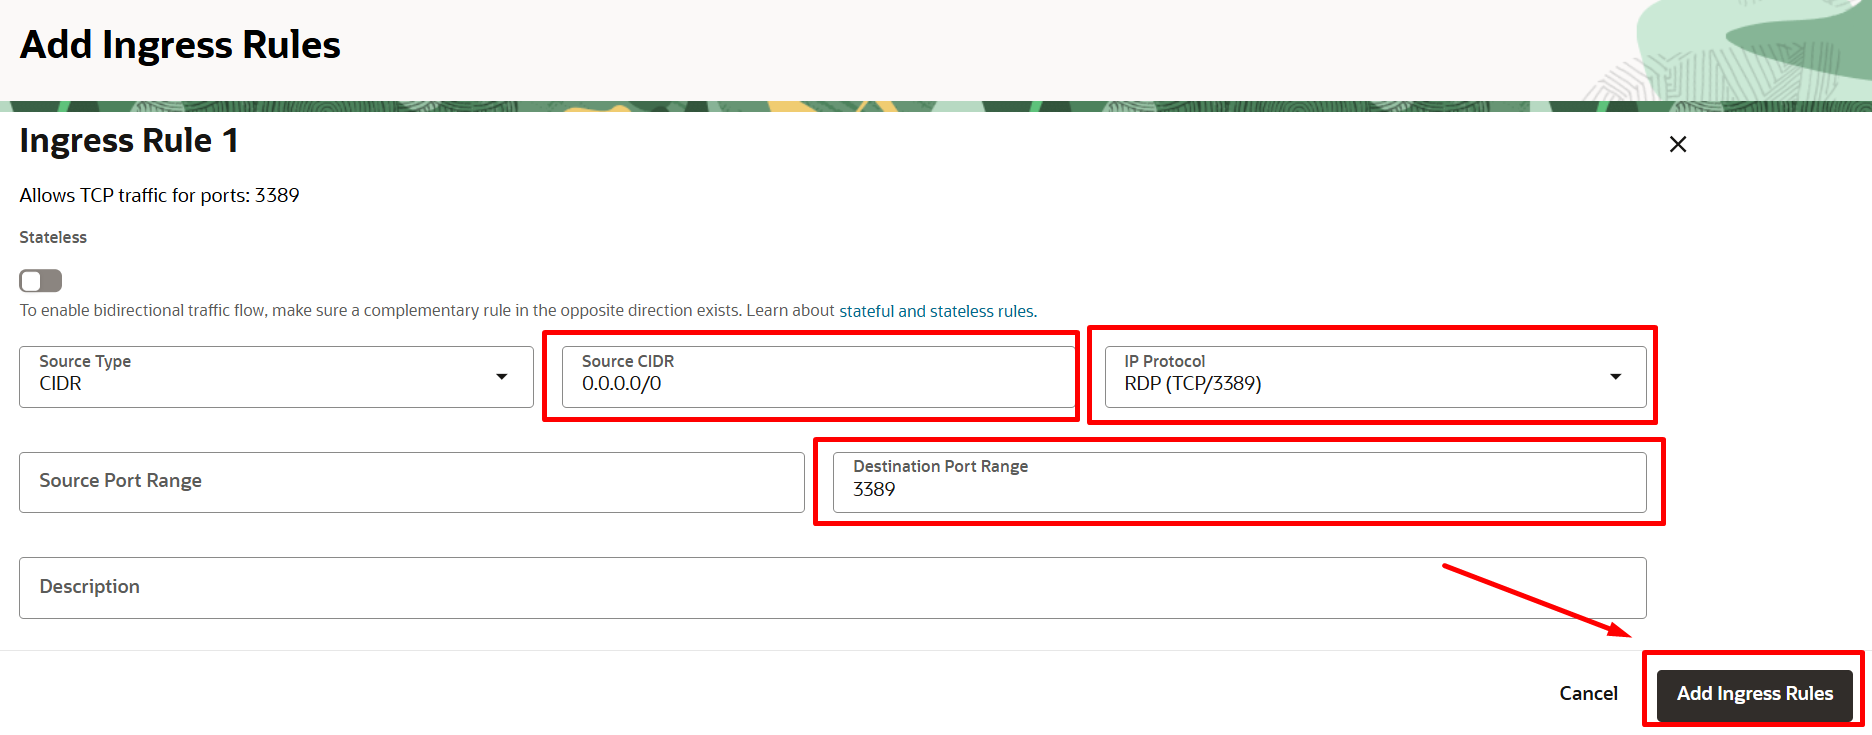 Add Ingress Rules
Ingress Rule 1
Allows TCP traffic for ports: 3389
Stateless
To enable bidirectional traffic flow, make sure a complementary rule in the opposite direction exists. Learn about stateful and stateless rules.
Source Type
CIDR
Source CIDR
0.0.0.0/0
IP Protocol
RDP (TCP/3389)
Source Port Range
Destination Port Range
3389
Description
Cancel
Add Ingress Rules